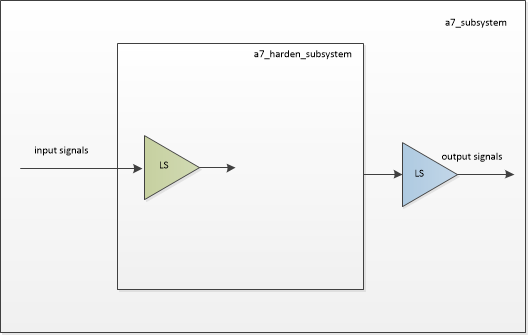 a7_subsystem
a7_harden_subsystem
input signals
LS
LS
output signals